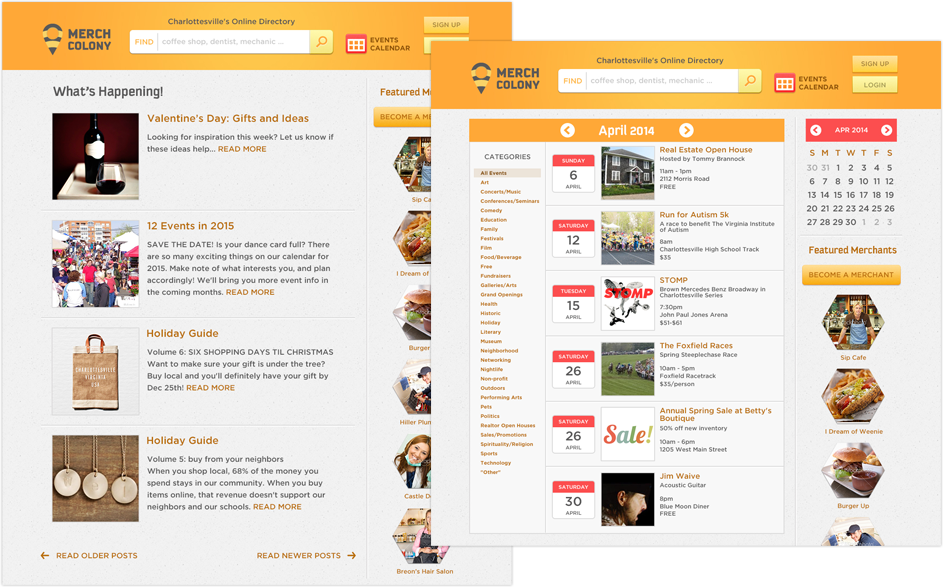 Charlottesville's Online Directory
MERCH
COLONY
FIND coffee shop, dentist, mechanic ...
EVENTS
CALENDAR
SIGN UP
What's Happening!
Valentine's Day: Gifts and Ideas
Looking for inspiration this week? Let us know if
these ideas help... READ MORE
12 Events in 2015
SAVE THE DATE! Is your dance card full? There are
so many exciting things on our calendar for
2015. Make note of what interests you, and plan
accordingly! We'll bring you more event info in
the coming months. READ MORE
Holiday Guide
Volume 6: SIX SHOPPING DAYS TIL CHRISTMAS
Want to make sure your gift is under the tree?
Buy local and you'll definitely have your gift by
Dec 25th! READ MORE
CHARLOTTESVILLE
VIRGINIA
USA
Holiday Guide
Volume 5: buy from your neighbors
When you shop local, 68% of the money you
spend stays in our community. When you buy
items online, that revenue doesn't support our
neighbors and our schools. READ MORE
READ OLDER POSTS
READ NEWER POSTS
Featured M
BECOME A ME
Sip Ca
I Dream of
Burger
Hiller Plum
Castle D
Breon's Hair Salon
Charlottesville's Online Directory
MERCH
COLONY
FIND coffee shop, dentist, mechanic ...
EVENTS
CALENDAR
SIGN UP
LOGIN
April 2014
CATEGORIES
All Events
Art
Concerts/Music
Conferences/Seminars
Comedy
Education
Family
Festivals
Film
Food/Beverage
Free
Fundraisers
Galleries/Arts
Grand Openings
Health
Historic
Holiday
Literary
Museum
Neighborhood
Networking
Nightlife
Non-profit
Outdoors
Performing Arts
Pets
Politics
Realtor Open Houses
Sales/Promotions
Spirituality/Religion
Sports
Technology
"Other"
SUNDAY
6
APRIL
Real Estate Open House
Hosted by Tommy Brannock
11am - 1pm
2112 Morris Road
FREE
SATURDAY
12
APRIL
Run for Autism 5k
A race to benefit The Virginia Institute
of Autism
8am
Charlottesville High School Track
$35
TUESDAY
15
APRIL
STOMP
STOMP
Brown Mercedes Benz Broadway in
Charlottesville Series
7:30pm
John Paul Jones Arena
$51-$61
SATURDAY
26
APRIL
The Foxfield Races
Spring Steeplechase Race
10am - 5pm
Foxfield Racetrack
$35/person
SATURDAY
26
APRIL
Sale!
Annual Spring Sale at Betty's
Boutique
50% off new Inventory
10am - 6pm
1205 West Main Street
SATURDAY
30
APRIL
Jim Waive
Acoustic Guitar
8pm
Blue Moon Diner
FREE
APR 2014
S M T W T F S
30 31 1 2 3 4 5
6 7 8 9 10 11 12
13 14 15 16 17 18 19
20 21 22 23 24 25 26
27 28 29 30 1 2 3
Featured Merchants
BECOME A MERCHANT
Sip Cafe
I Dream of Weenie
Burger Up